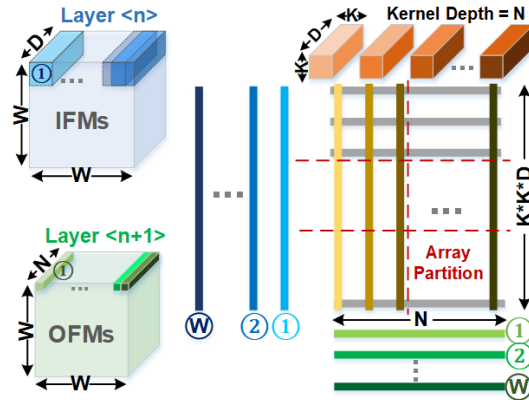 Layer <n>
D
①
W
IFMs
W
Layer <n+1>
N
①
W
OFMs
W
W
2
1
Kernel Depth = N
D
K
K
K*K*D
Array
Partition
N
1
2
W